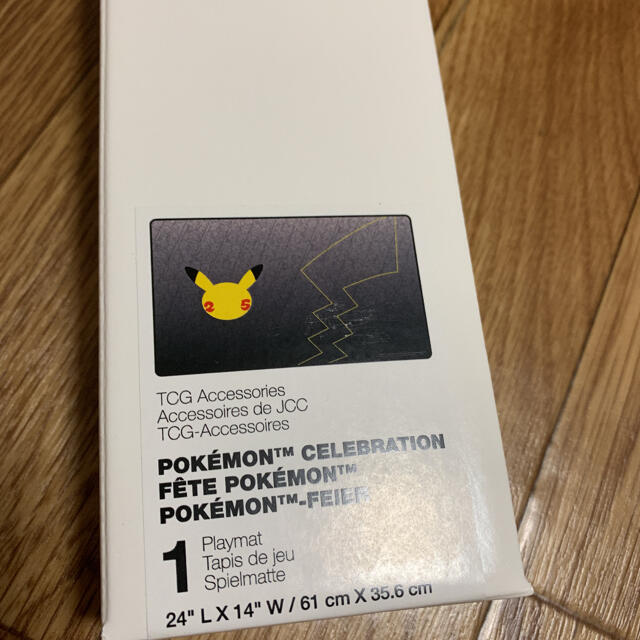 25
TCG Accessories
Accessoires de JCC
TCG-Accessoires
POKÉMON™ CELEBRATION
FÊTE POKÉMON™
POKÉMON™-FEIER
1 Playmat
Tapis de jeu
Spielmatte
24" L X 14" W / 61 cm X 35.6 cm